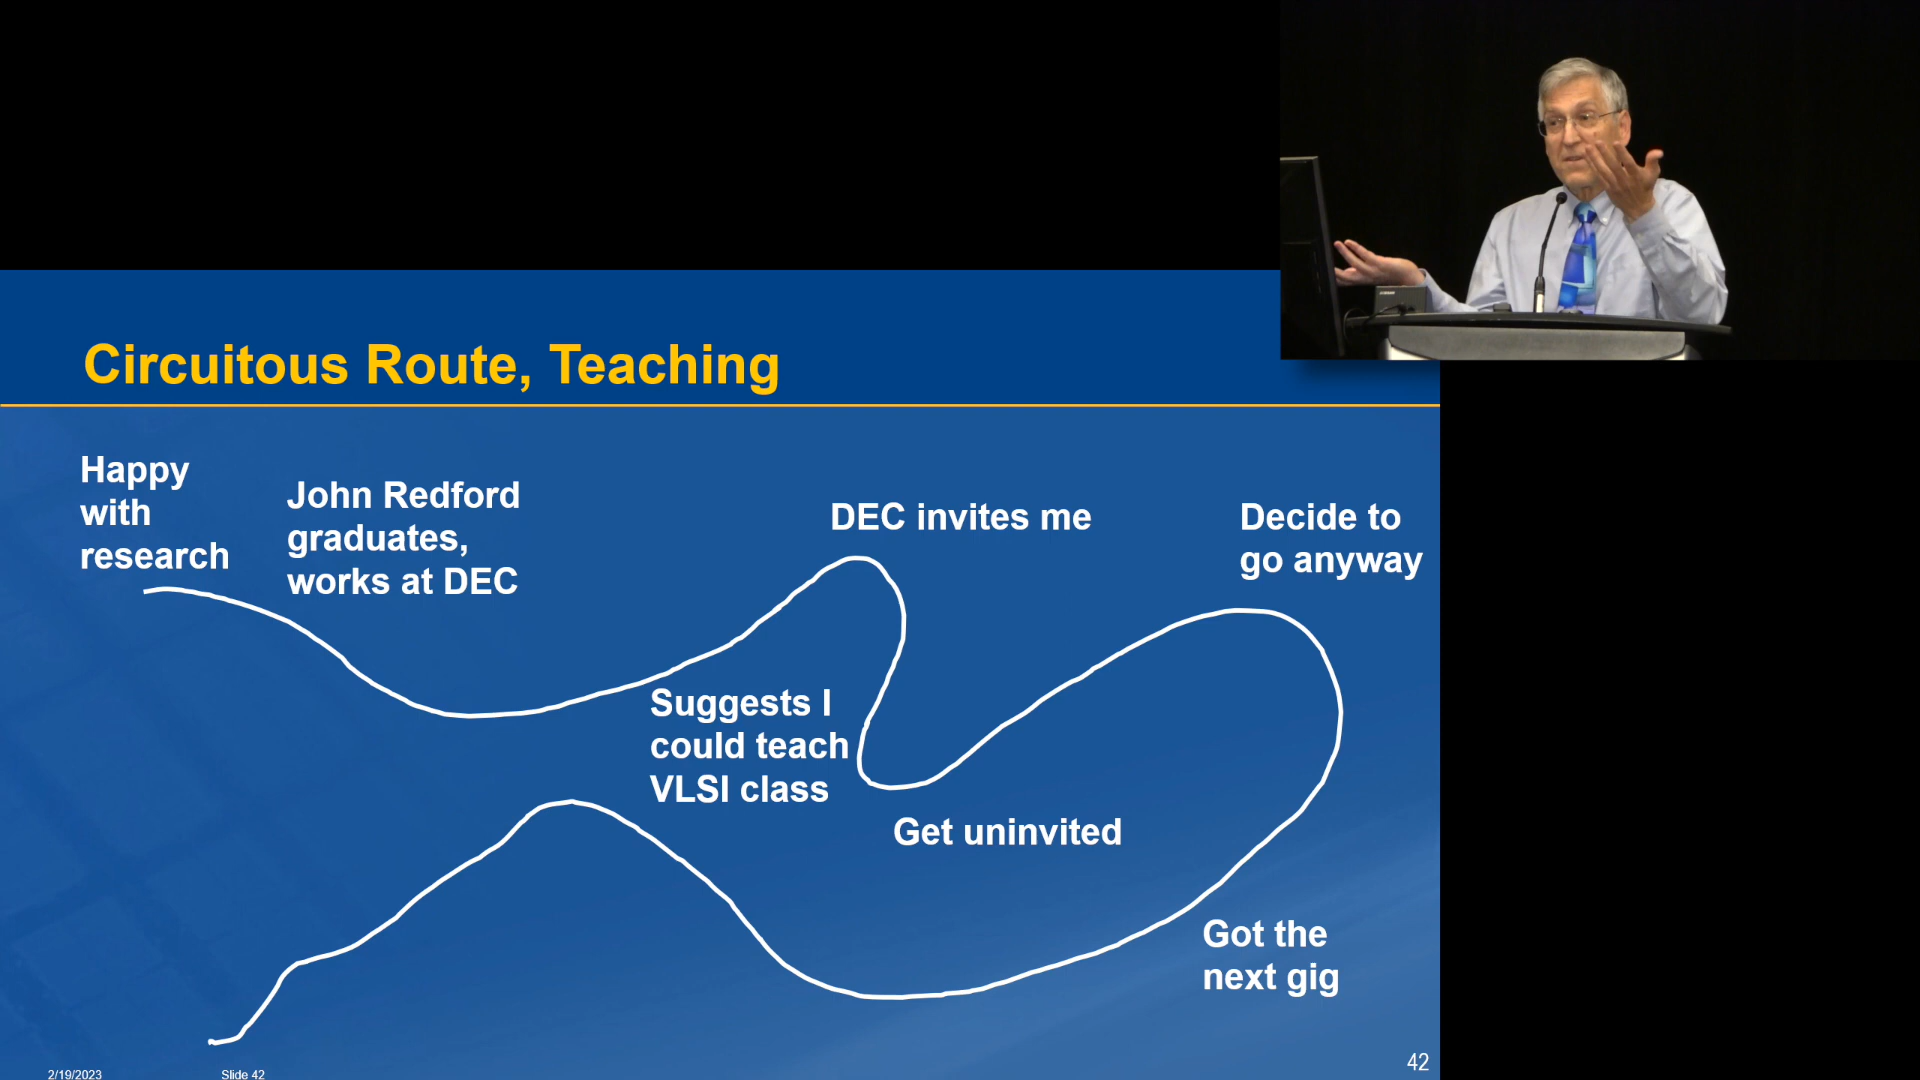 Circuitous Route, Teaching
Happy
with
research
John Redford
graduates,
works at DEC
Suggests I
could teach
VLSI class
DEC invites me
Get uninvited
Decide to
go anyway
Got the
next gig
2/19/2023
Slide 42
42